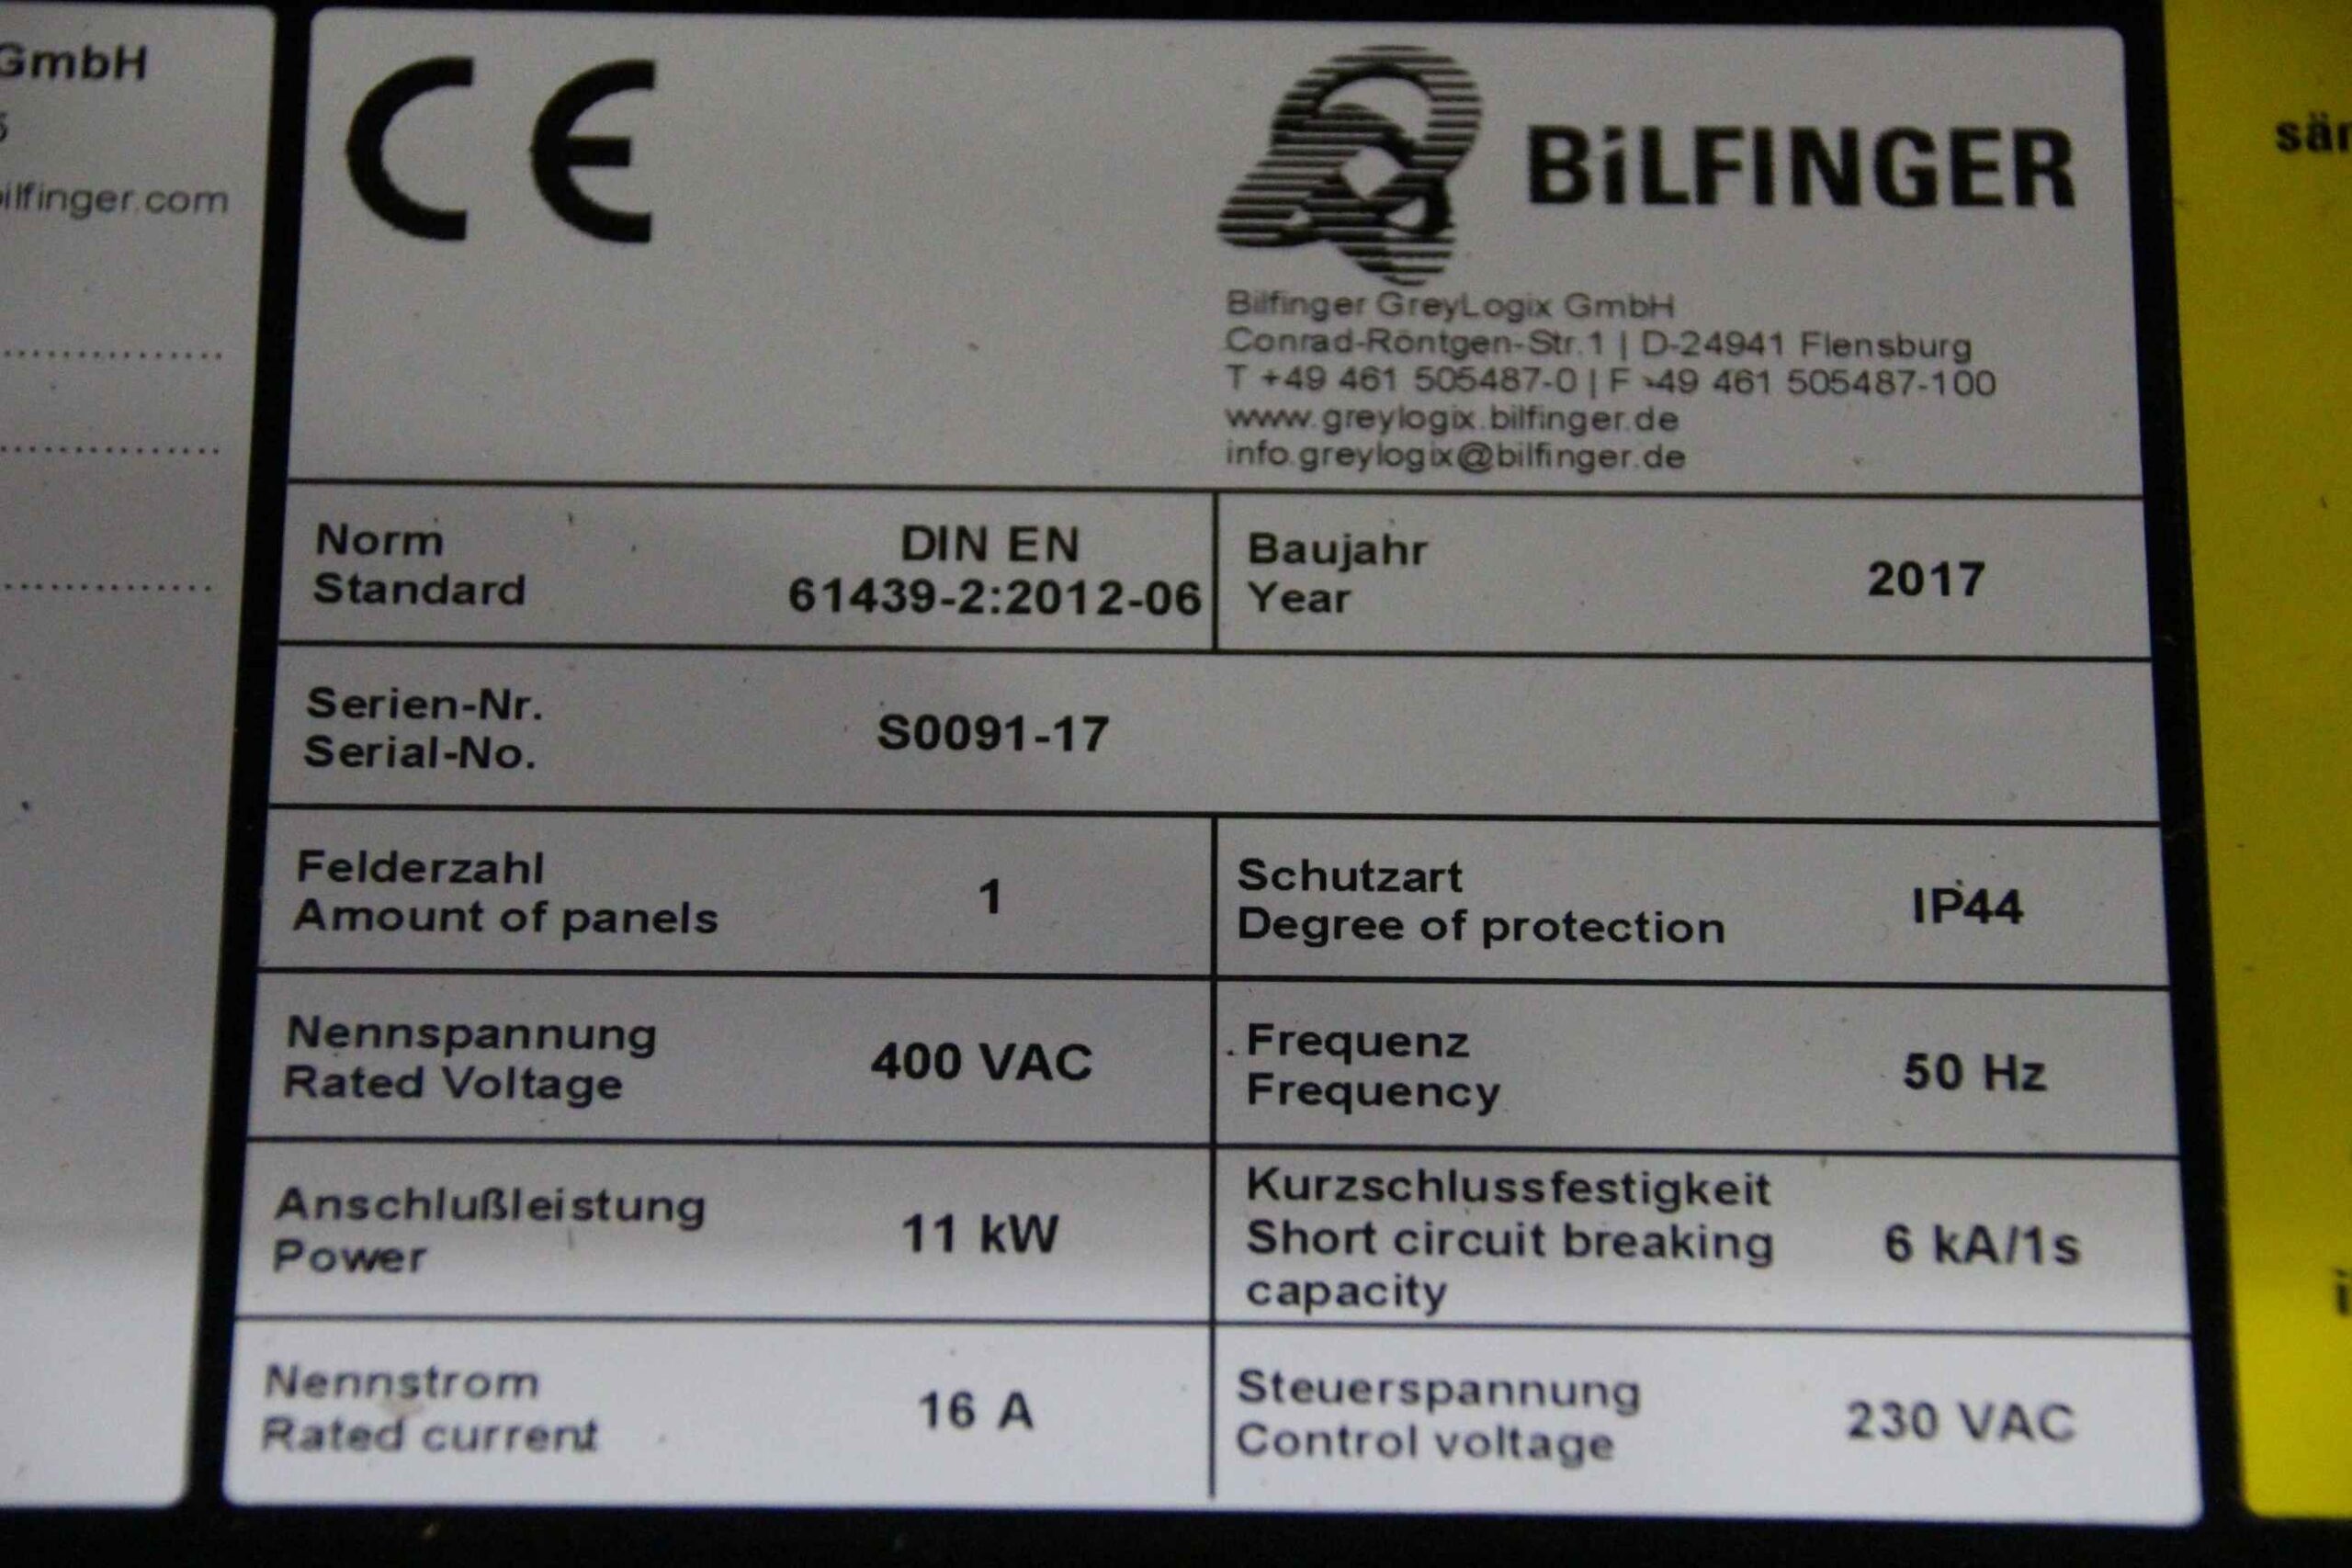 GmbH
ilfinger.com
CE
BiLFINGER
Bilfinger GreyLogix GmbH
Conrad-Röntgen-Str.1 | D-24941 Flensburg
T +49 461 505487-0 | F +49 461 505487-100
www.greylogix.bilfinger.de
info.greylogix@bilfinger.de
Norm
Standard
DIN EN
61439-2:2012-06
Baujahr
Year
2017
Serien-Nr.
Serial-No.
S0091-17
Felderzahl
Amount of panels
1
Schutzart
Degree of protection
IP44
Nennspannung
Rated Voltage
400 VAC
Frequenz
Frequency
50 Hz
Anschlußleistung
Power
11 kW
Kurzschlussfestigkeit
Short circuit breaking
capacity
6 kA/1s
Nennstrom
Rated current
16 A
Steuerspannung
Control voltage
230 VAC